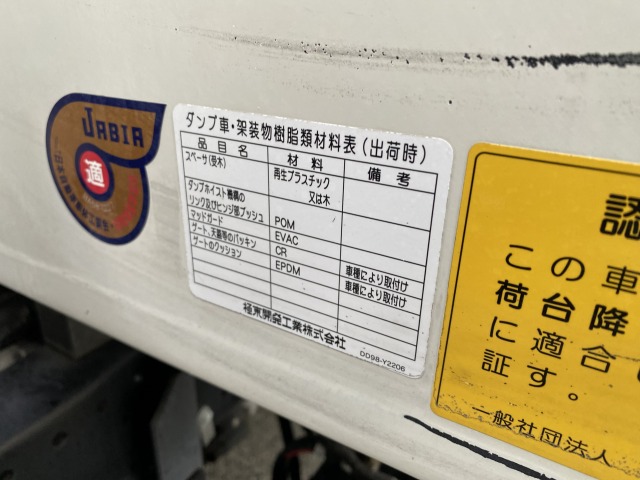 JABIA
適
ダンプ車・架装物樹脂類材料表(出荷時)
品目名 材料 備考
スペーサ(受木) 再生プラスチック
又は木
ダンプホイスト機構の
リンク及びヒンジ部ブッシュ POM
マッドガード EVAC
ゲート、天蓋等のパッキン CR 車種により取付け
ゲートのクッション EPDM 車種により取付け
極東開発工業株式会社
DD98-Y2206
認
この車
荷台降
に適合し
証す。
一般社団法人